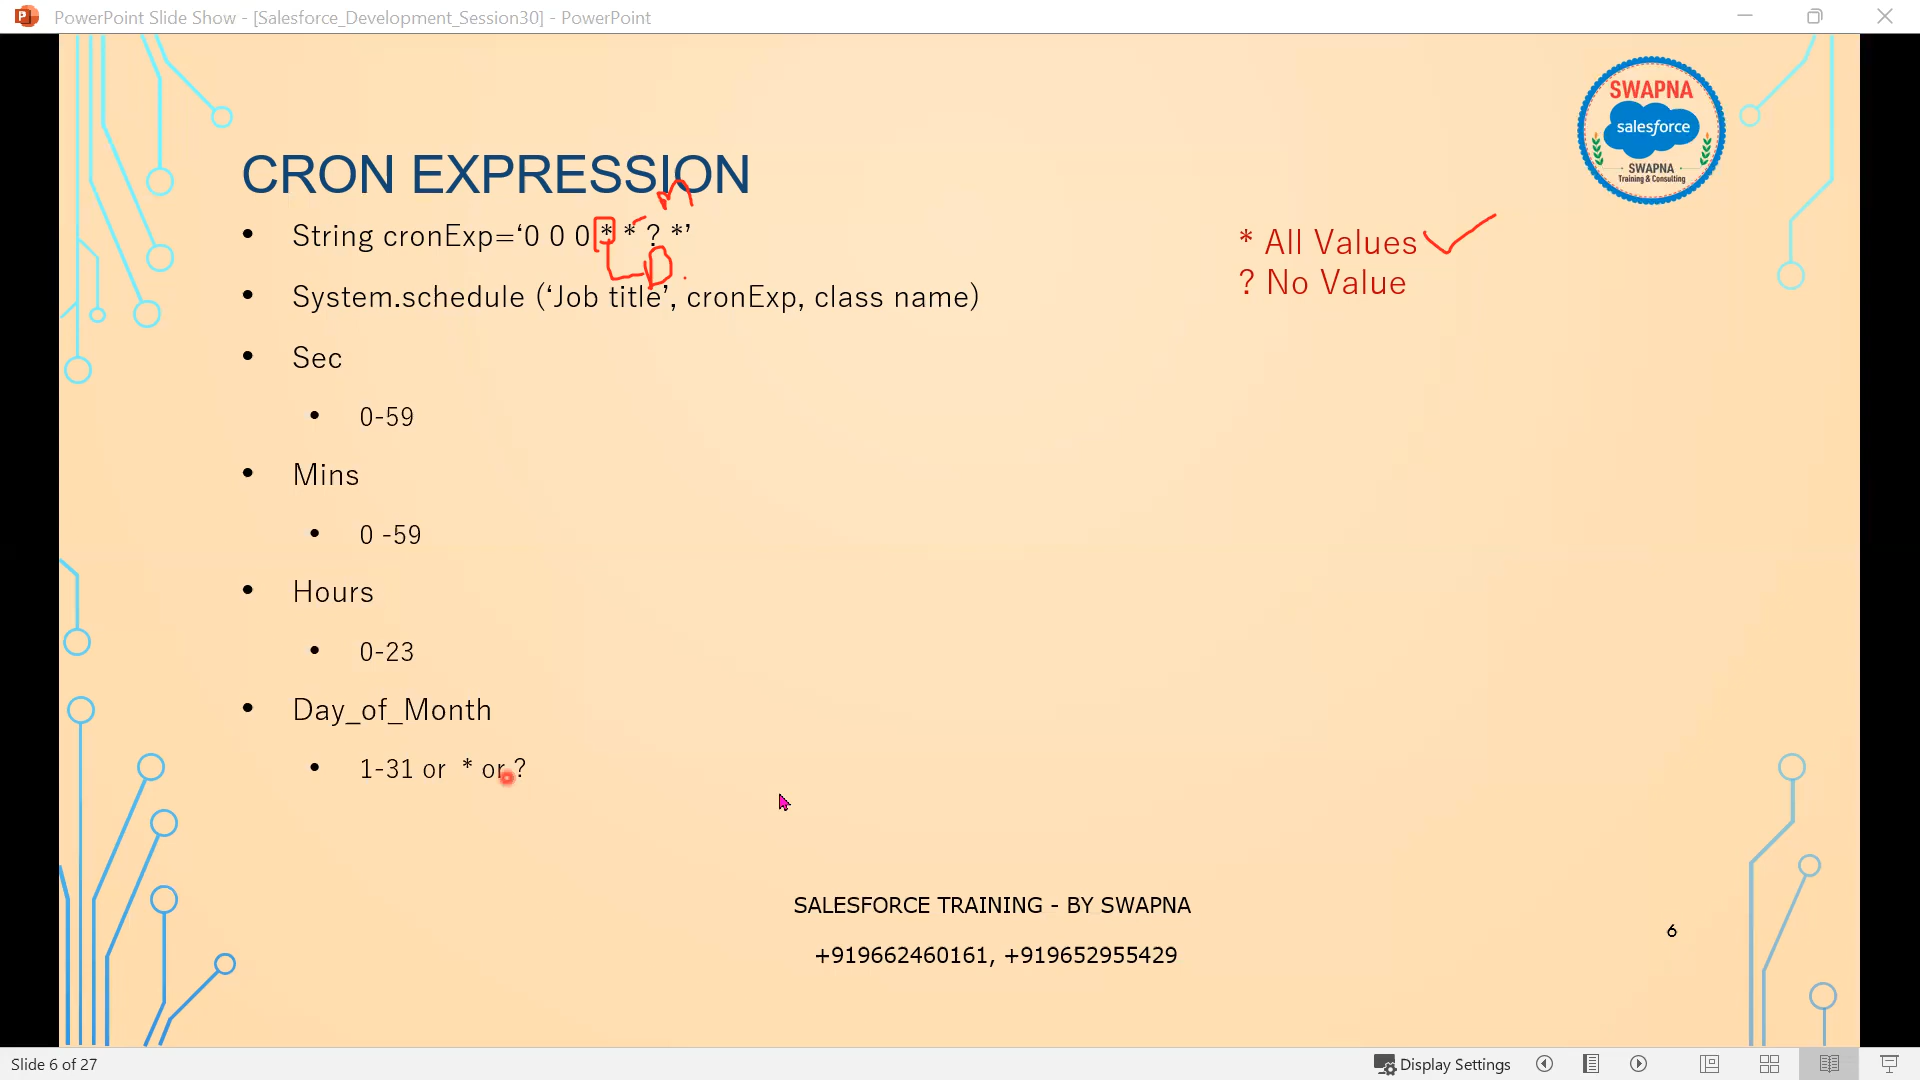 PowerPoint Slide Show - [Salesforce_Development_Session30] - PowerPoint
SWAPNA
salesforce
SWAPNA
Training & Consulting
CRON EXPRESSION
• String cronExp=‘0 0 0 * * ? *’
m
D
* All Values
? No Value
• System.schedule (‘Job title’, cronExp, class name)
• Sec
• 0-59
• Mins
• 0 -59
• Hours
• 0-23
• Day_of_Month
• 1-31 or * or ?
SALESFORCE TRAINING - BY SWAPNA
+919662460161, +919652955429
6
Slide 6 of 27
Display Settings